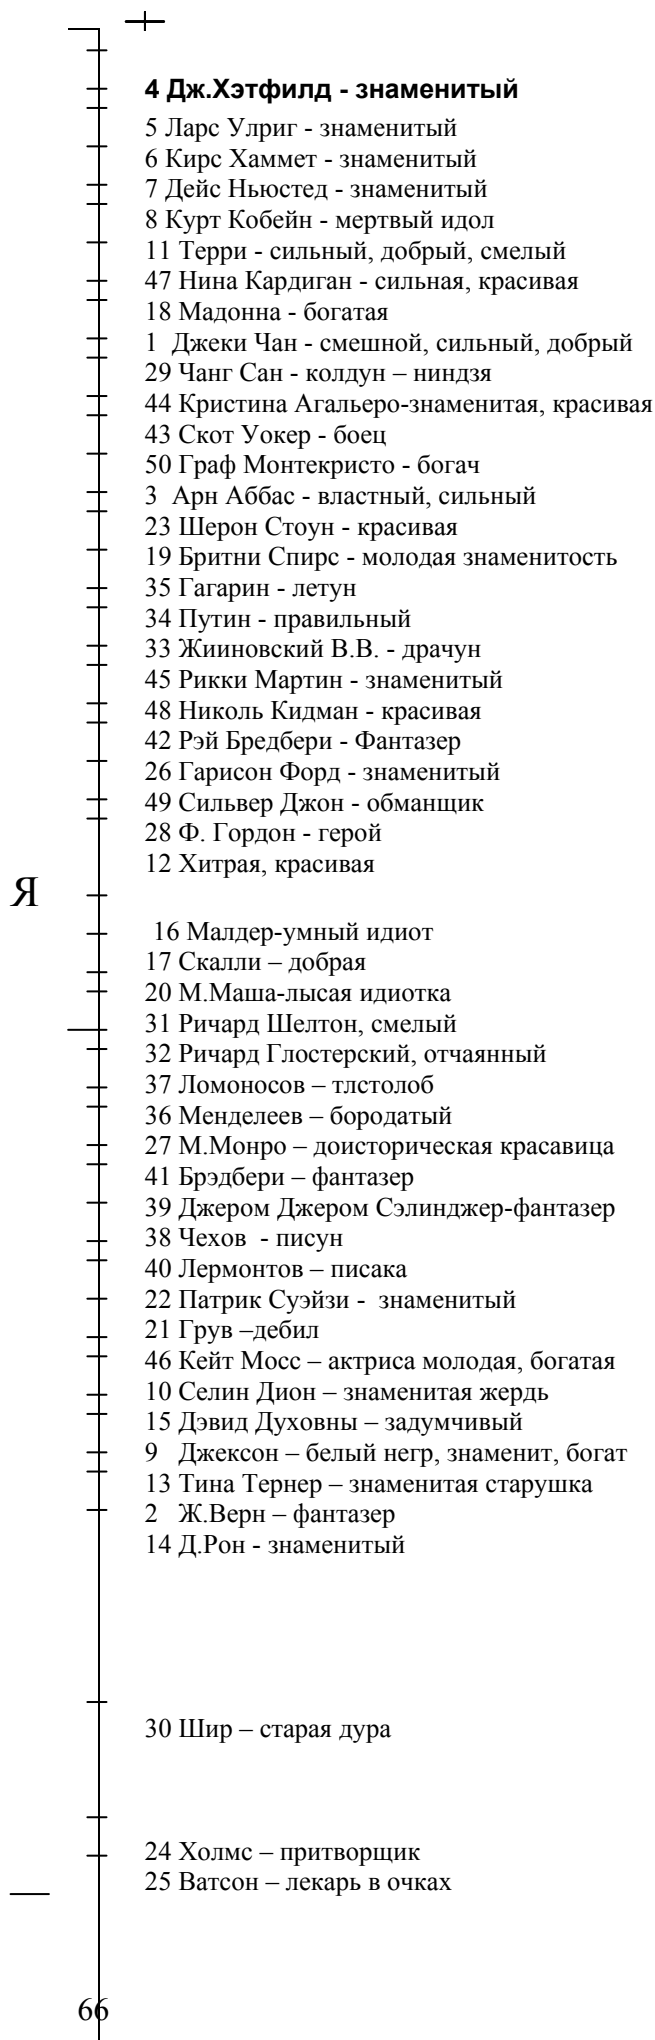 4 Дж.Хэтфилд - знаменитый
5 Ларс Улриг - знаменитый
6 Кирс Хаммет - знаменитый
7 Дейс Ньюстед - знаменитый
8 Курт Кобейн - мертвый идол
11 Терри - сильный, добрый, смелый
47 Нина Кардиган - сильная, красивая
18 Мадонна - богатая
1 Джеки Чан - смешной, сильный, добрый
29 Чанг Сан - колдун – ниндзя
44 Кристина Агальеро-знаменитая, красивая
43 Скот Уокер - боец
50 Граф Монтекристо - богач
3 Арн Аббас - властный, сильный
23 Шерон Стоун - красивая
19 Бритни Спирс - молодая знаменитость
35 Гагарин - летун
34 Путин - правильный
33 Жииновский В.В. - драчун
45 Рикки Мартин - знаменитый
48 Николь Кидман - красивая
42 Рэй Бредбери - Фантазер
26 Гарисон Форд - знаменитый
49 Сильвер Джон - обманщик
28 Ф. Гордон - герой
12 Хитрая, красивая
Я
16 Малдер-умный идиот
17 Скалли – добрая
20 М.Маша-лысая идиотка
31 Ричард Шелтон, смелый
32 Ричард Глостерский, отчаянный
37 Ломоносов – тлстолоб
36 Менделеев – бородатый
27 М.Монро – доисторическая красавица
41 Брэдбери – фантазер
39 Джером Джером Сэлинджер-фантазер
38 Чехов - писун
40 Лермонтов – писака
22 Патрик Суэйзи - знаменитый
21 Грув –дебил
46 Кейт Мосс – актриса молодая, богатая
10 Селин Дион – знаменитая жердь
15 Дэвид Духовны – задумчивый
9 Джексон – белый негр, знаменит, богат
13 Тина Тернер – знаменитая старушка
2 Ж.Верн – фантазер
14 Д.Рон - знаменитый
30 Шир – старая дура
24 Холмс – притворщик
25 Ватсон – лекарь в очках
66